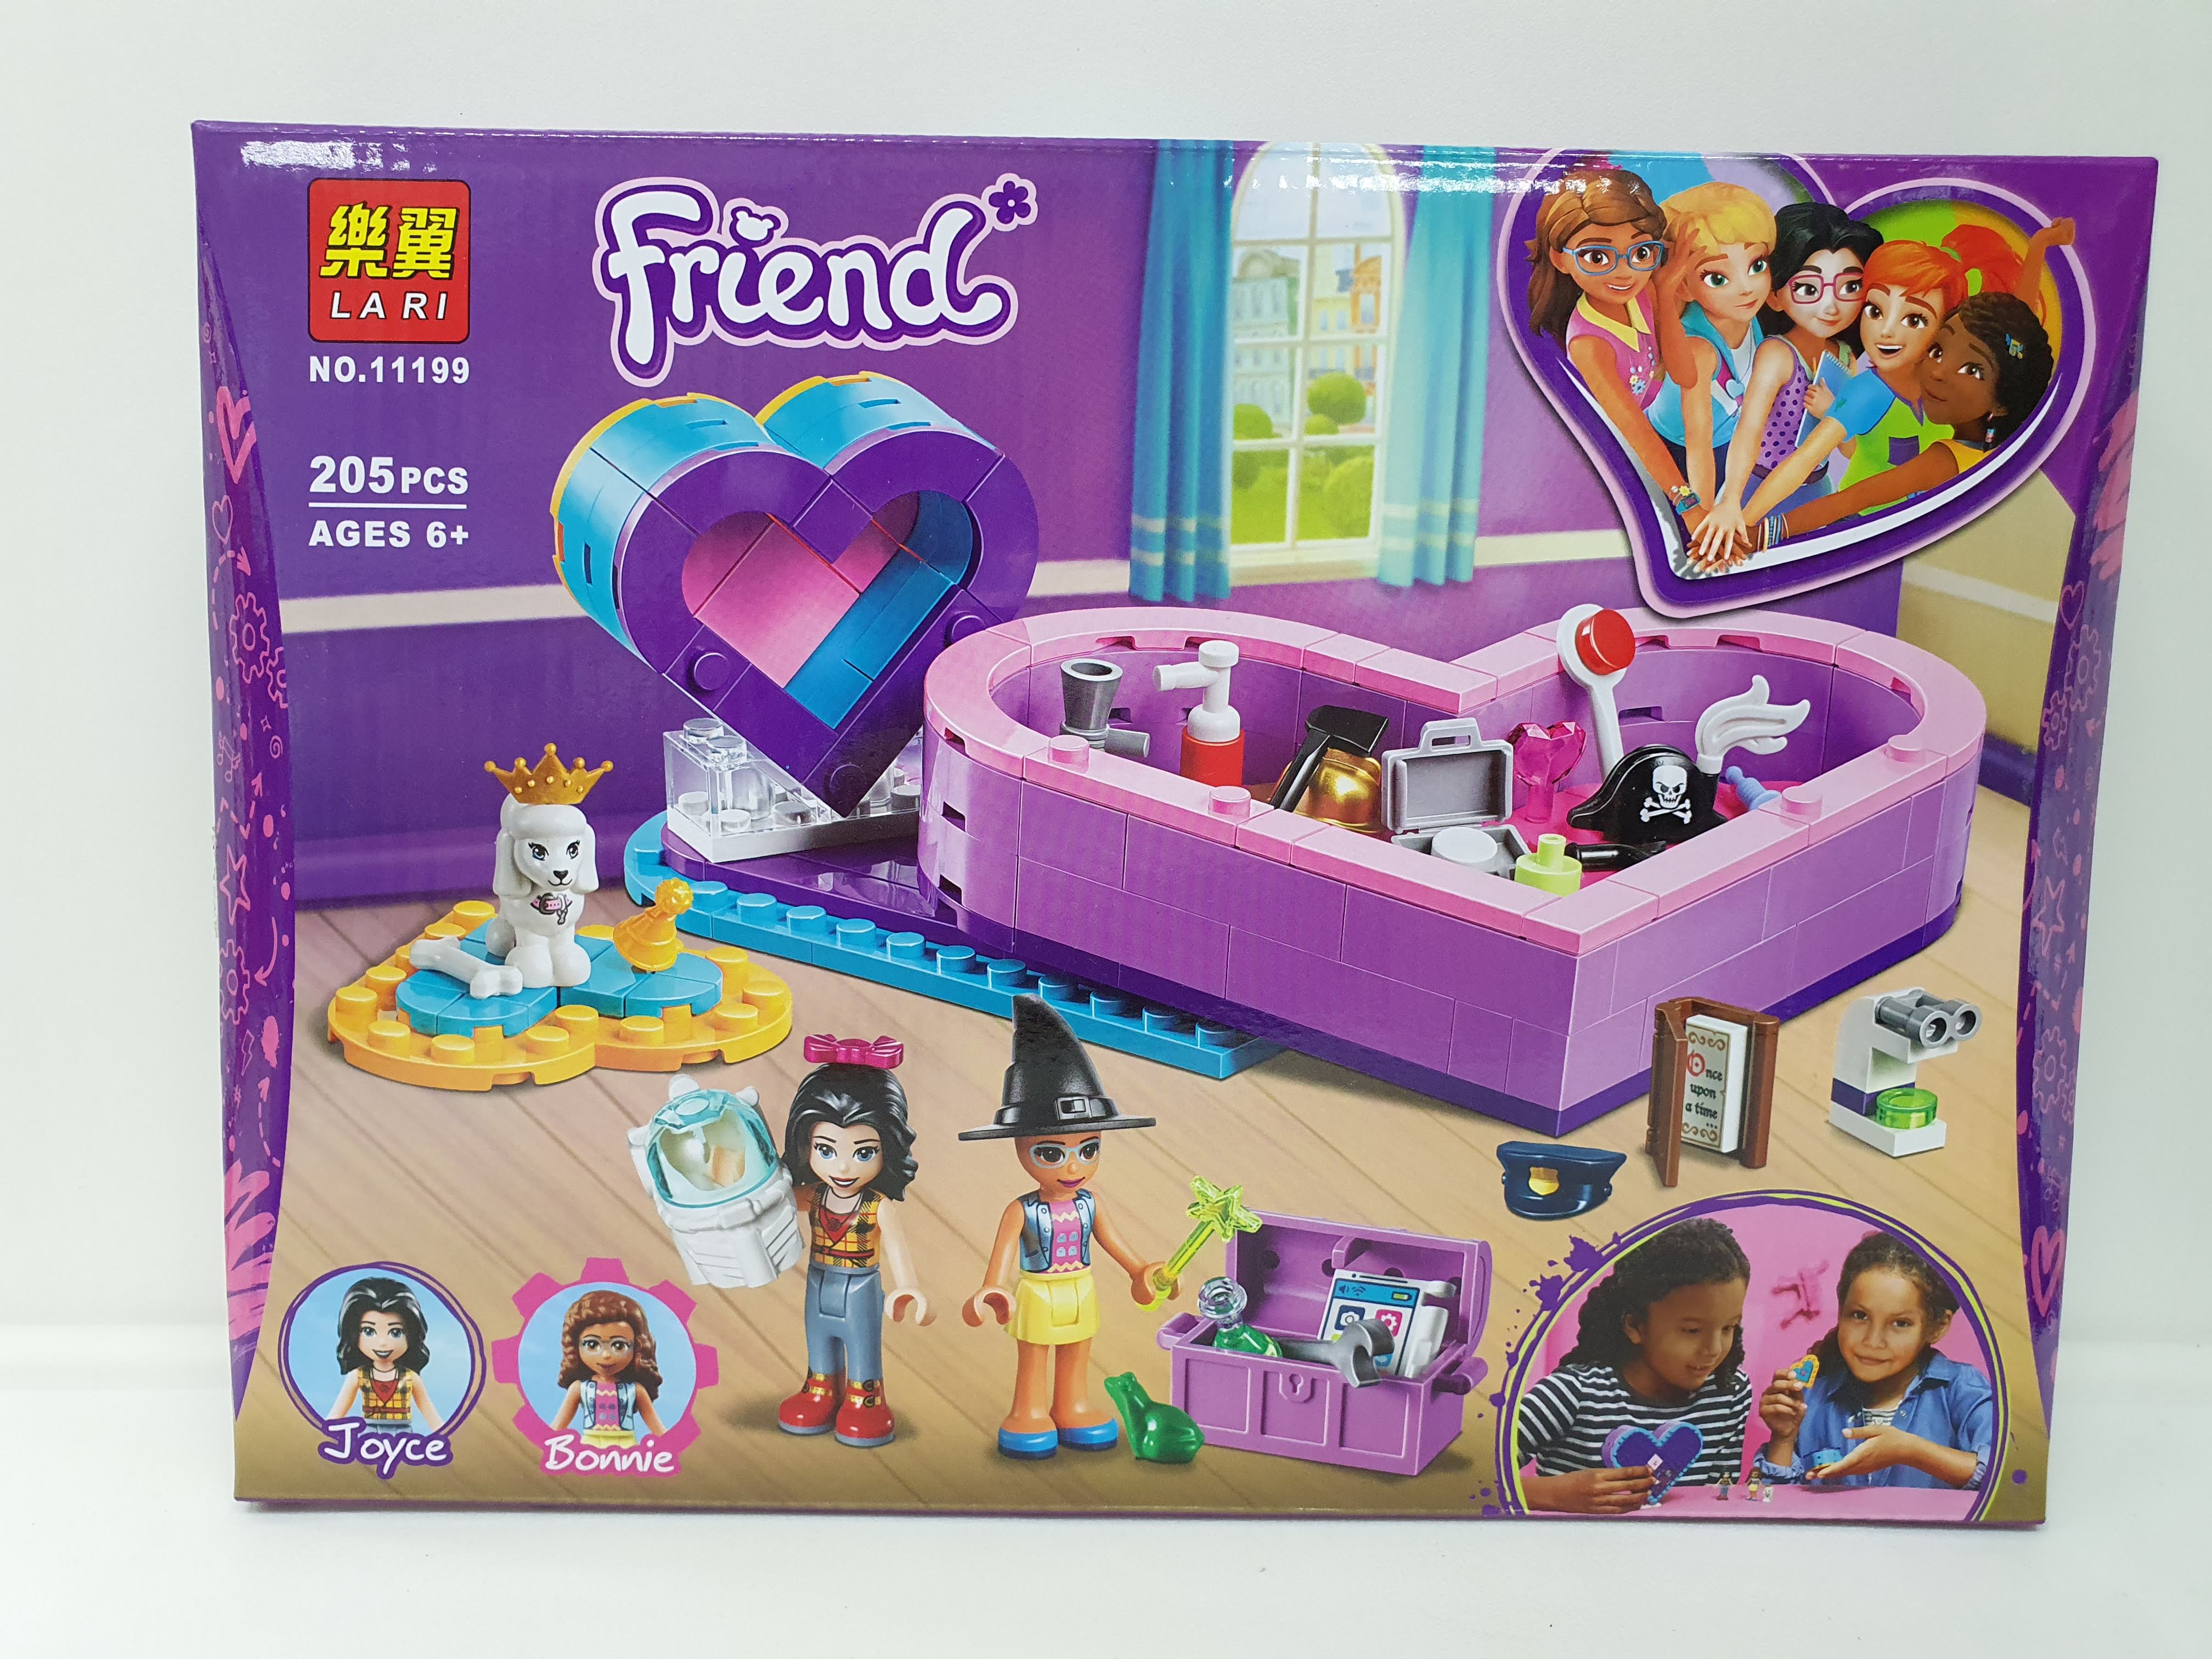 樂翼
LARI
NO.11199
friend
205PCS
AGES 6+
Once
upon
a time...
Joyce
Bonnie